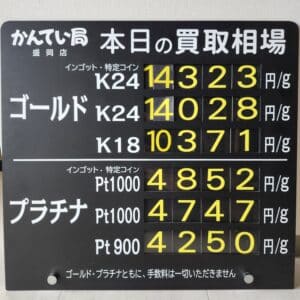 かんてい局
盛岡店
本日の買取相場
インゴット・特定コイン
K24 14323 円/g
ゴールド K24 14028 円/g
K18 10371 円/g
インゴット・特定コイン
Pt1000 4852 円/g
プラチナ Pt1000 4747 円/g
Pt900 4250 円/g
ゴールド・プラチナともに、手数料は一切いただきません